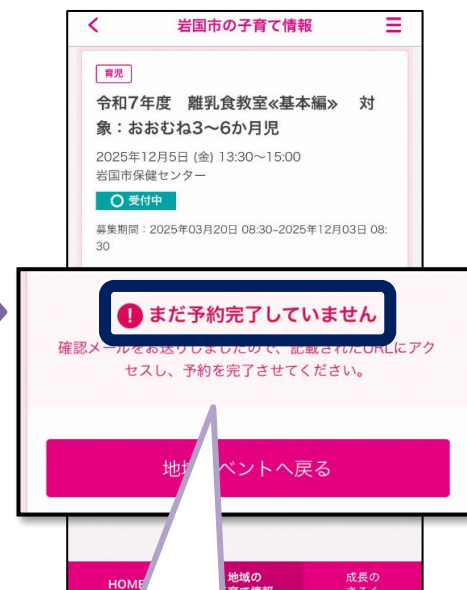 岩国市の子育て情報
育児
令和7年度　離乳食教室≪基本編≫　対
象：おおむね3～6か月児
2025年12月5日 (金) 13:30～15:00
岩国市保健センター
受付中
募集期間：2025年03月20日 08:30~2025年12月03日 08:
30
まだ予約完了していません
確認メールをお送りしましたので、記載されたURLにアク
セスし、予約を完了させてください。
ベントへ戻る
HOME
地域の
成長の